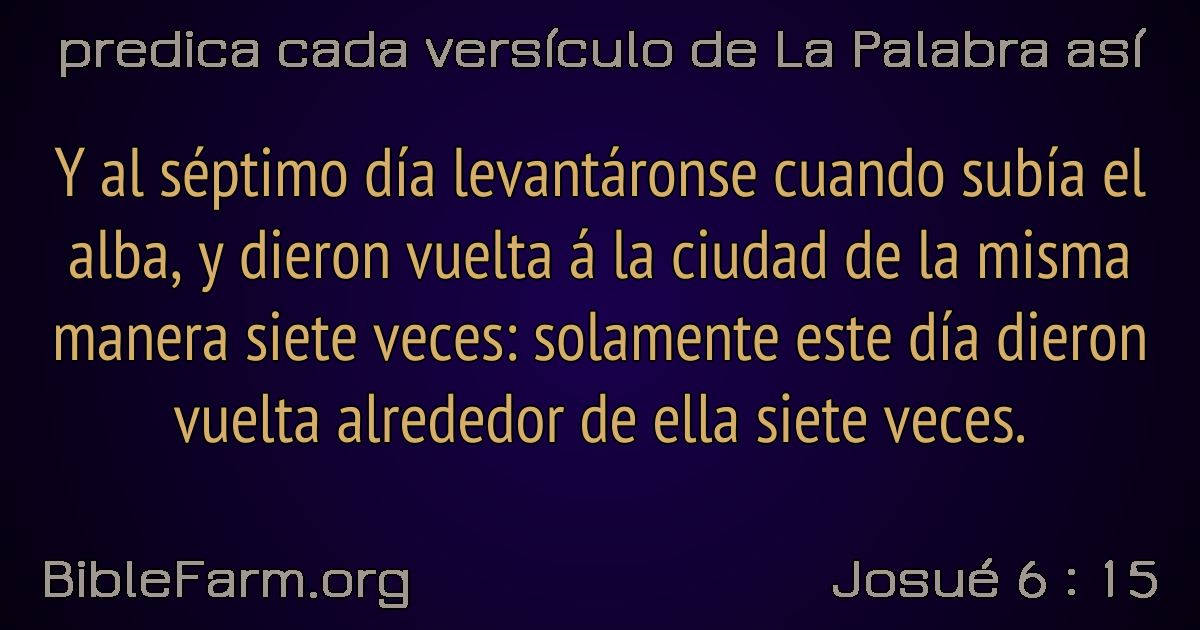 predica cada versículo de La Palabra así
Y al séptimo día levantáronse cuando subía el
alba, y dieron vuelta á la ciudad de la misma
manera siete veces: solamente este día dieron
vuelta alrededor de ella siete veces.
BibleFarm.org
Josué 6 : 15